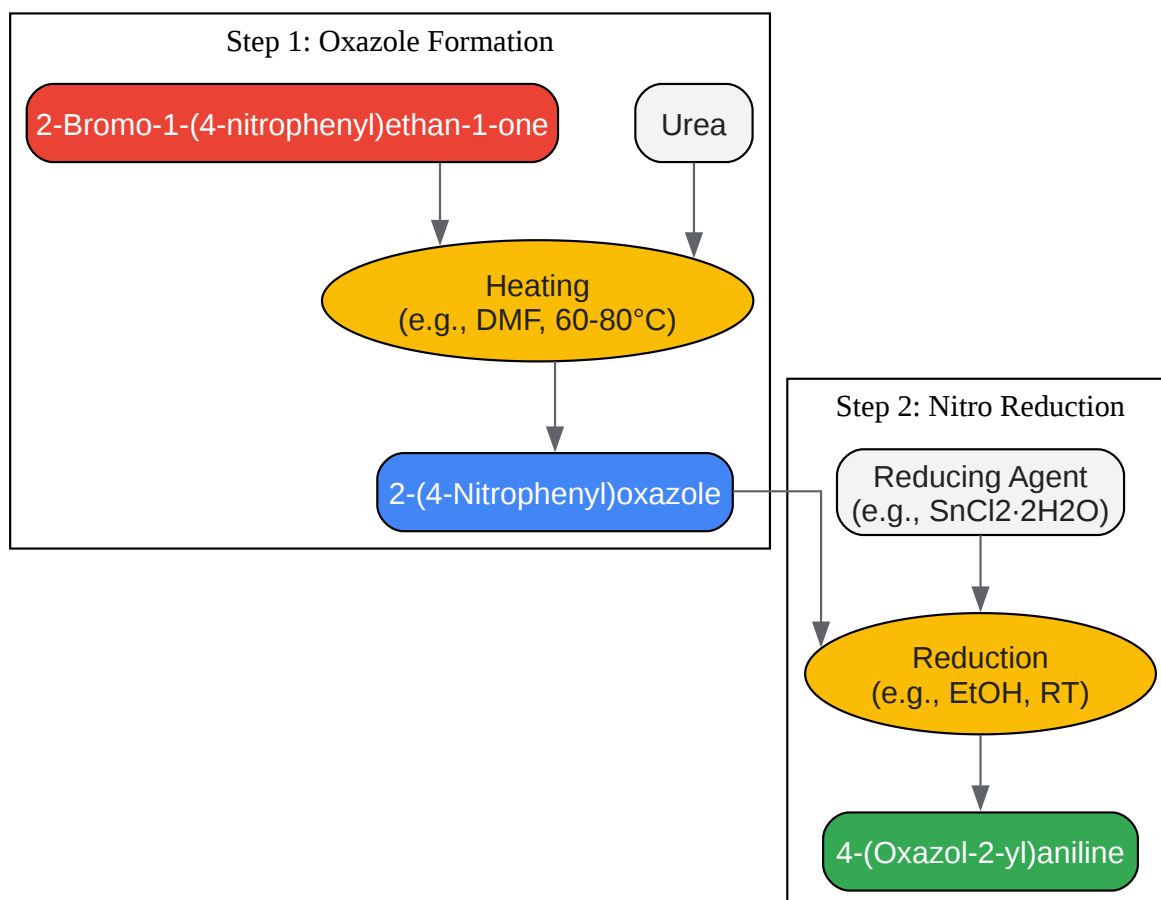 Step 1: Oxazole Formation
2-Bromo-1-(4-nitrophenyl)ethan-1-one
Urea
Heating
(e.g., DMF, 60-80°C)
2-(4-Nitrophenyl)oxazole
Step 2: Nitro Reduction
Reducing Agent
(e.g., SnCl2·2H2O)
Reduction
(e.g., EtOH, RT)
4-(Oxazol-2-yl)aniline